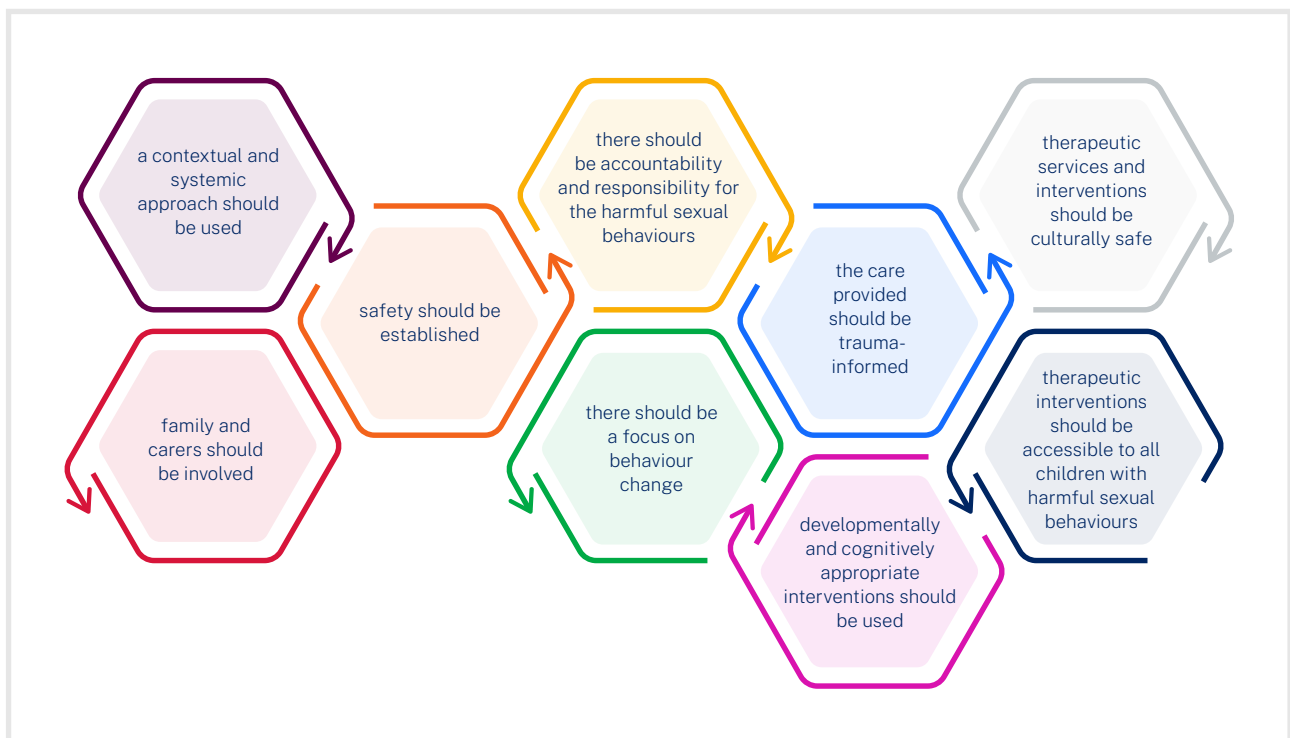 a contextual and
systemic
approach should
be used
safety should be
established
there should
be accountability
and responsibility for
the harmful sexual
behaviours
the care
provided
should be
trauma-
informed
therapeutic
services and
interventions
should be
culturally safe
therapeutic
interventions
should be
accessible to all
children with
harmful sexual
behaviours
developmentally
and cognitively
appropriate
interventions should
be used
there should be
a focus on
behaviour
change
family and
carers should
be involved